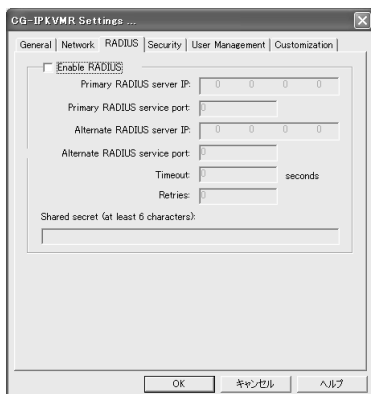 CG-IPKVMR Settings ...
General Network RADIUS Security User Management Customization
Enable RADIUS
Primary RADIUS server IP: 0 0 0 0
Primary RADIUS service port: 0
Alternate RADIUS server IP: 0 0 0 0
Alternate RADIUS service port: 0
Timeout: 0 seconds
Retries: 0
Shared secret (at least 6 characters):
OK キャンセル ヘルプ